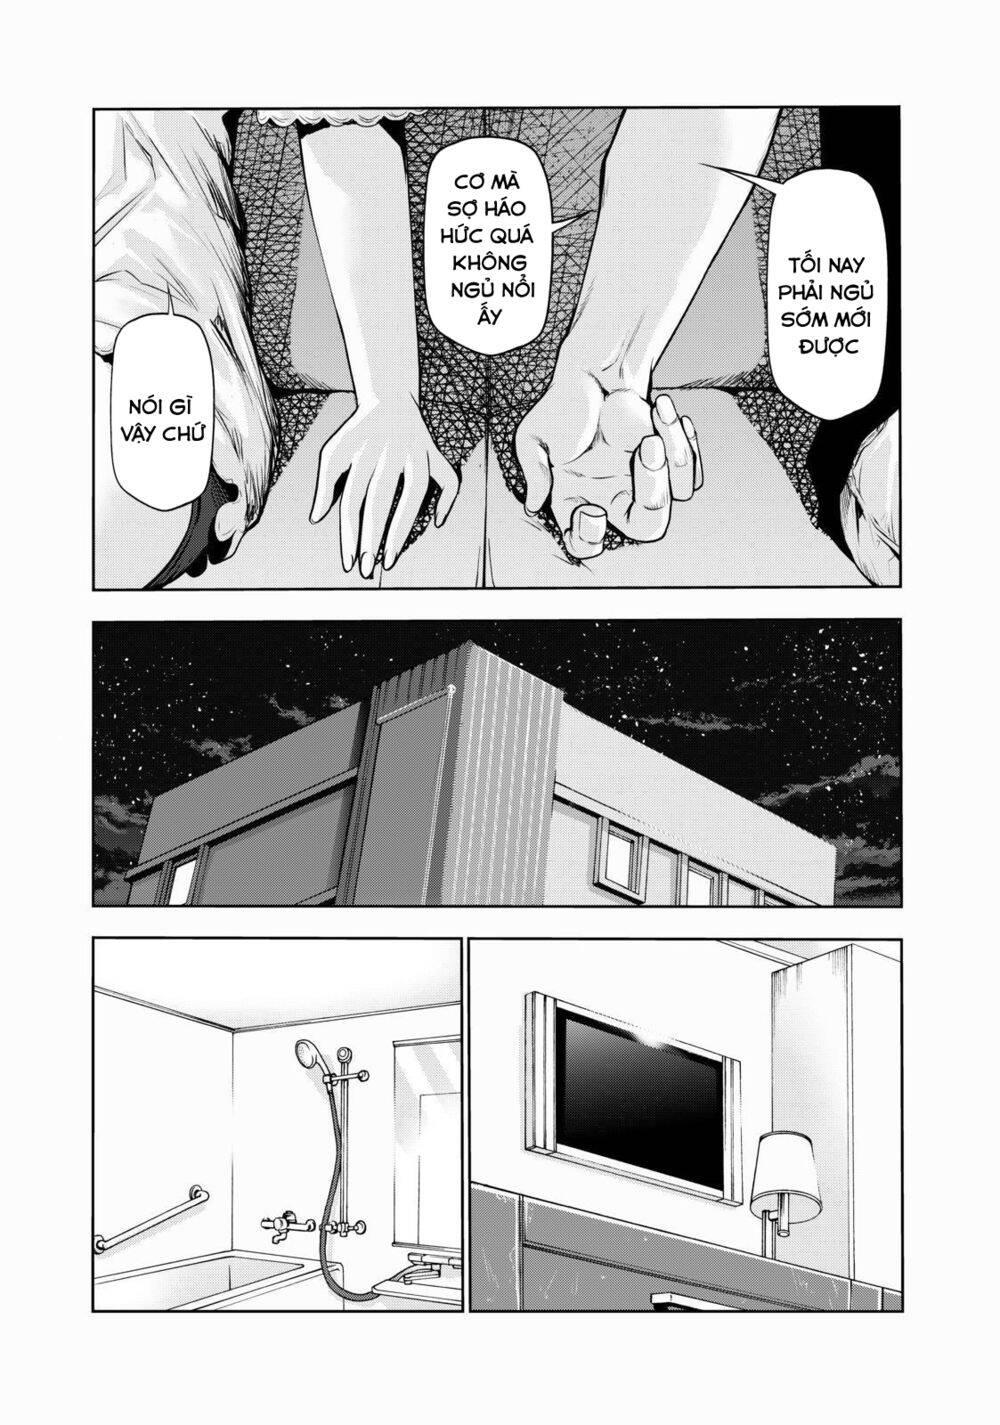 TỐI NAY
PHẢI NGỦ
SỚM MỚI
ĐƯỢC
CƠ MÀ
SỢ HÁO
HỨC QUÁ
KHÔNG
NGỦ NỔI
ẤY
NÓI GÌ
VẬY CHỨ